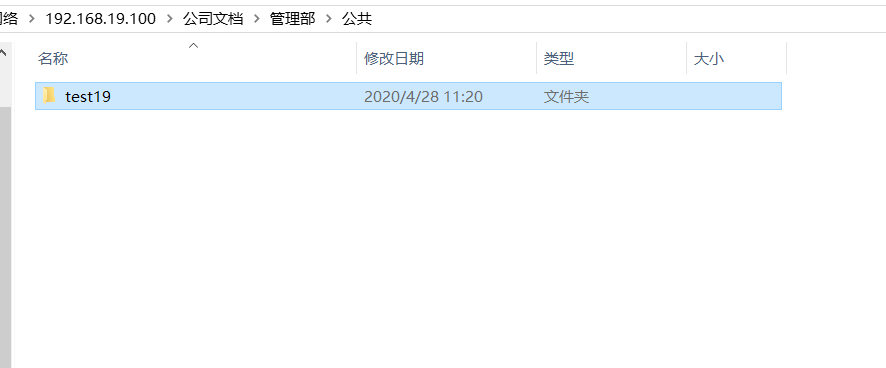 络 > 192.168.19.100 > 公司文档 > 管理部 > 公共
名称 修改日期 类型 大小
test19 2020/4/28 11:20 文件夹